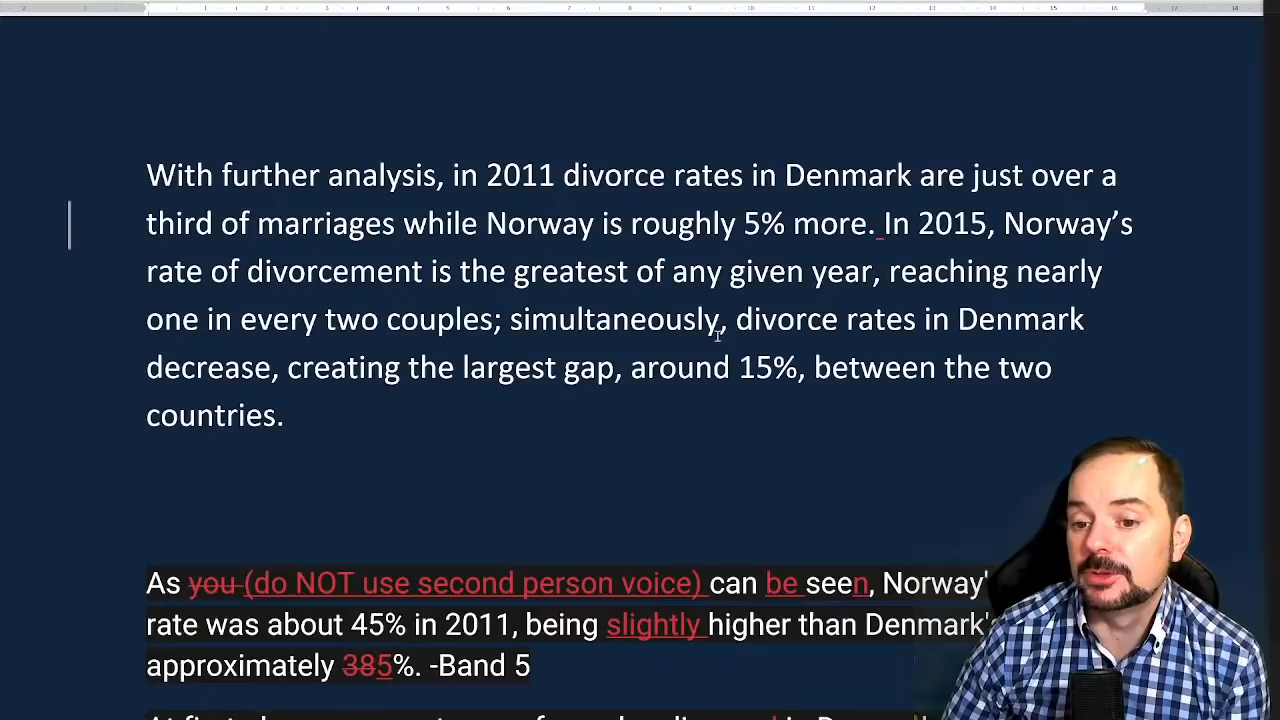 With further analysis, in 2011 divorce rates in Denmark are just over a
third of marriages while Norway is roughly 5% more. In 2015, Norway’s
rate of divorcement is the greatest of any given year, reaching nearly
one in every two couples; simultaneously, divorce rates in Denmark
decrease, creating the largest gap, around 15%, between the two
countries.
As you (do NOT use second person voice) can be seen, Norway'
rate was about 45% in 2011, being slightly higher than Denmark'
approximately 385%. -Band 5